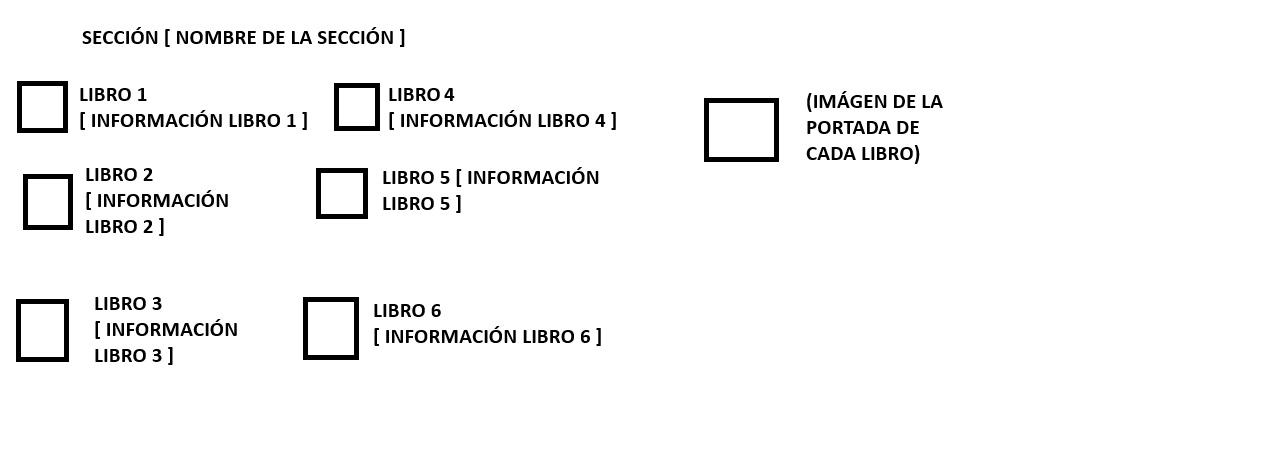 SECCIÓN [ NOMBRE DE LA SECCIÓN ]
LIBRO 1
[ INFORMACIÓN LIBRO 1 ]
LIBRO 2
[ INFORMACIÓN
LIBRO 2 ]
LIBRO 3
[ INFORMACIÓN
LIBRO 3 ]
LIBRO 4
[ INFORMACIÓN LIBRO 4 ]
LIBRO 5 [ INFORMACIÓN
LIBRO 5 ]
LIBRO 6
[ INFORMACIÓN LIBRO 6 ]
(IMÁGEN DE LA
PORTADA DE
CADA LIBRO)